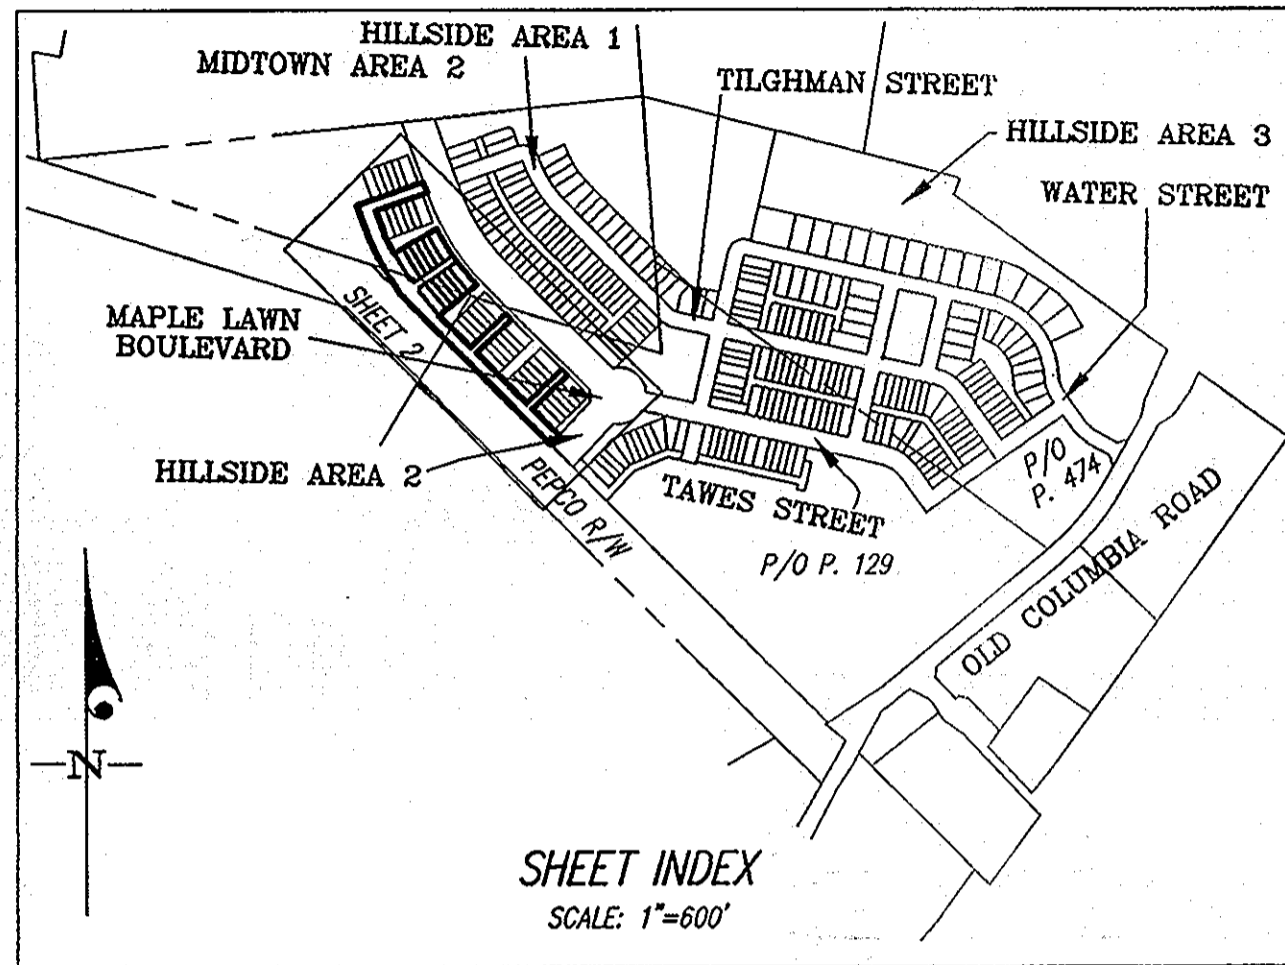 HILLSIDE AREA 1
MIDTOWN AREA 2
TILGHMAN STREET
HILLSIDE AREA 3
WATER STREET
MAPLE LAWN
BOULEVARD
SHEET 2
HILLSIDE AREA 2
PEPCO R/W
TAWES STREET
P/O P. 129
P/O
P. 474
OLD COLUMBIA ROAD
N
SHEET INDEX
SCALE: 1"=600'